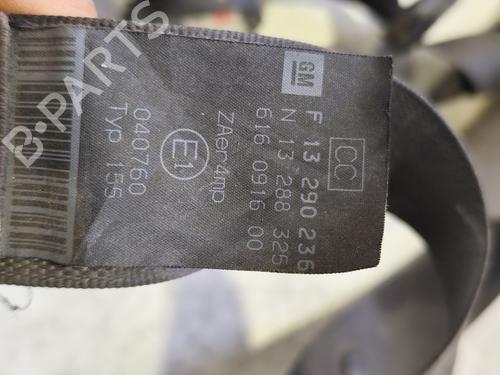 GM
CC
F 13 290 236
N 13 288 325
616 0916 00
ZAer4mp
E1
040760
Typ 155
B-PARTS